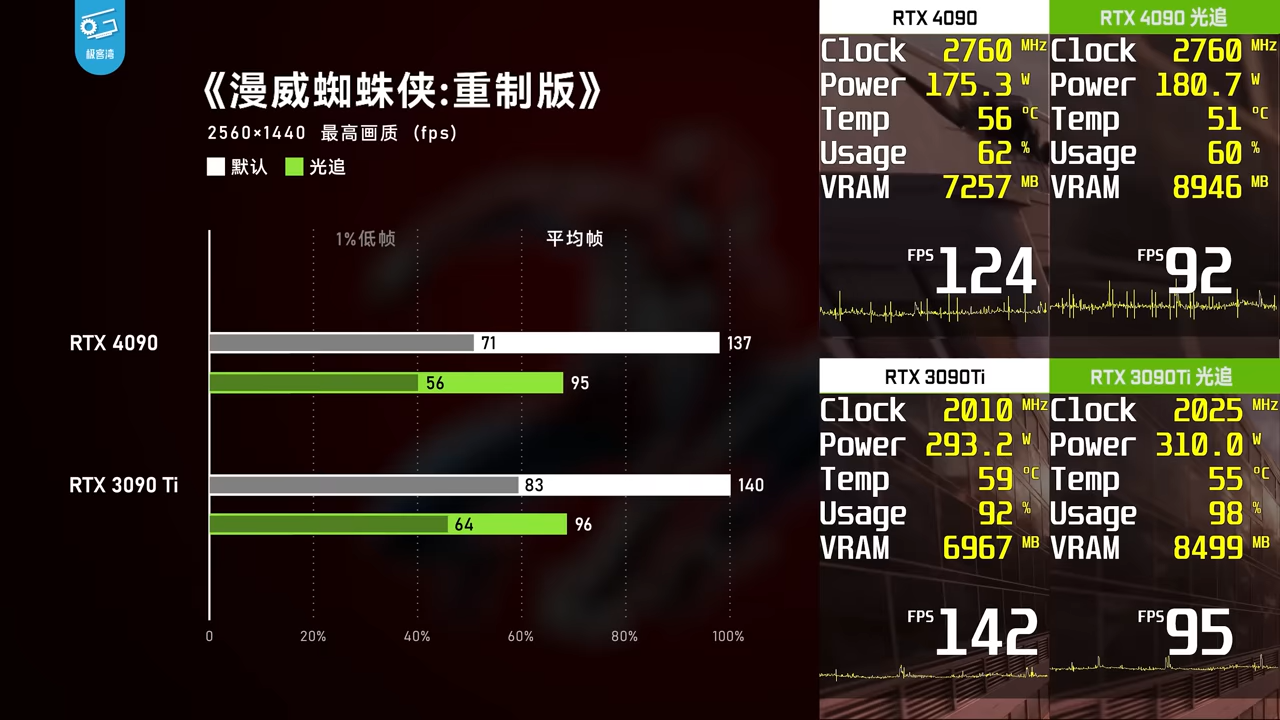 极客湾
《漫威蜘蛛侠:重制版》
2560×1440 最高画质 (fps)
默认 光追
1%低帧 平均帧
RTX 4090
71 137
56 95
RTX 3090 Ti
83 140
64 96
0 20% 40% 60% 80% 100%
RTX 4090
Clock 2760 MHz
Power 175.3 W
Temp 56 °C
Usage 62 %
VRAM 7257 MB
FPS 124
RTX 4090 光追
Clock 2760 MHz
Power 180.7 W
Temp 51 °C
Usage 60 %
VRAM 8946 MB
FPS 92
RTX 3090Ti
Clock 2010 MHz
Power 293.2 W
Temp 59 °C
Usage 92 %
VRAM 6967 MB
FPS 142
RTX 3090Ti 光追
Clock 2025 MHz
Power 310.0 W
Temp 55 °C
Usage 98 %
VRAM 8499 MB
FPS 95